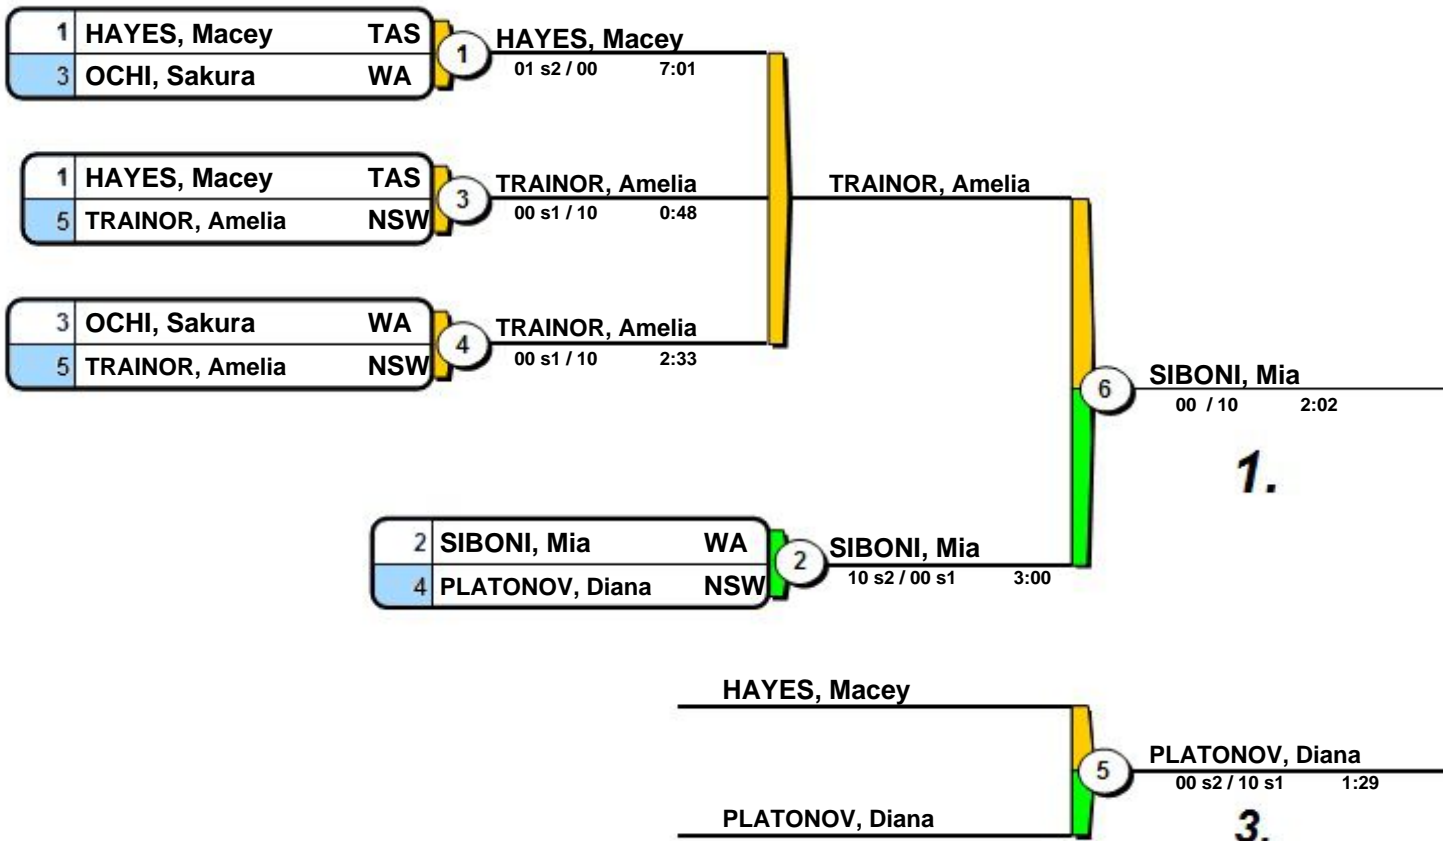 1 HAYES, Macey TAS
3 OCHI, Sakura WA
1 HAYES, Macey
01 s2 / 00 7:01
1 HAYES, Macey TAS
5 TRAINOR, Amelia NSW
3 TRAINOR, Amelia
00 s1 / 10 0:48
TRAINOR, Amelia
3 OCHI, Sakura WA
5 TRAINOR, Amelia NSW
4 TRAINOR, Amelia
00 s1 / 10 2:33
6 SIBONI, Mia
00 / 10 2:02
1.
2 SIBONI, Mia WA
4 PLATONOV, Diana NSW
2 SIBONI, Mia
10 s2 / 00 s1 3:00
HAYES, Macey
5 PLATONOV, Diana
00 s2 / 10 s1 1:29
PLATONOV, Diana
3.